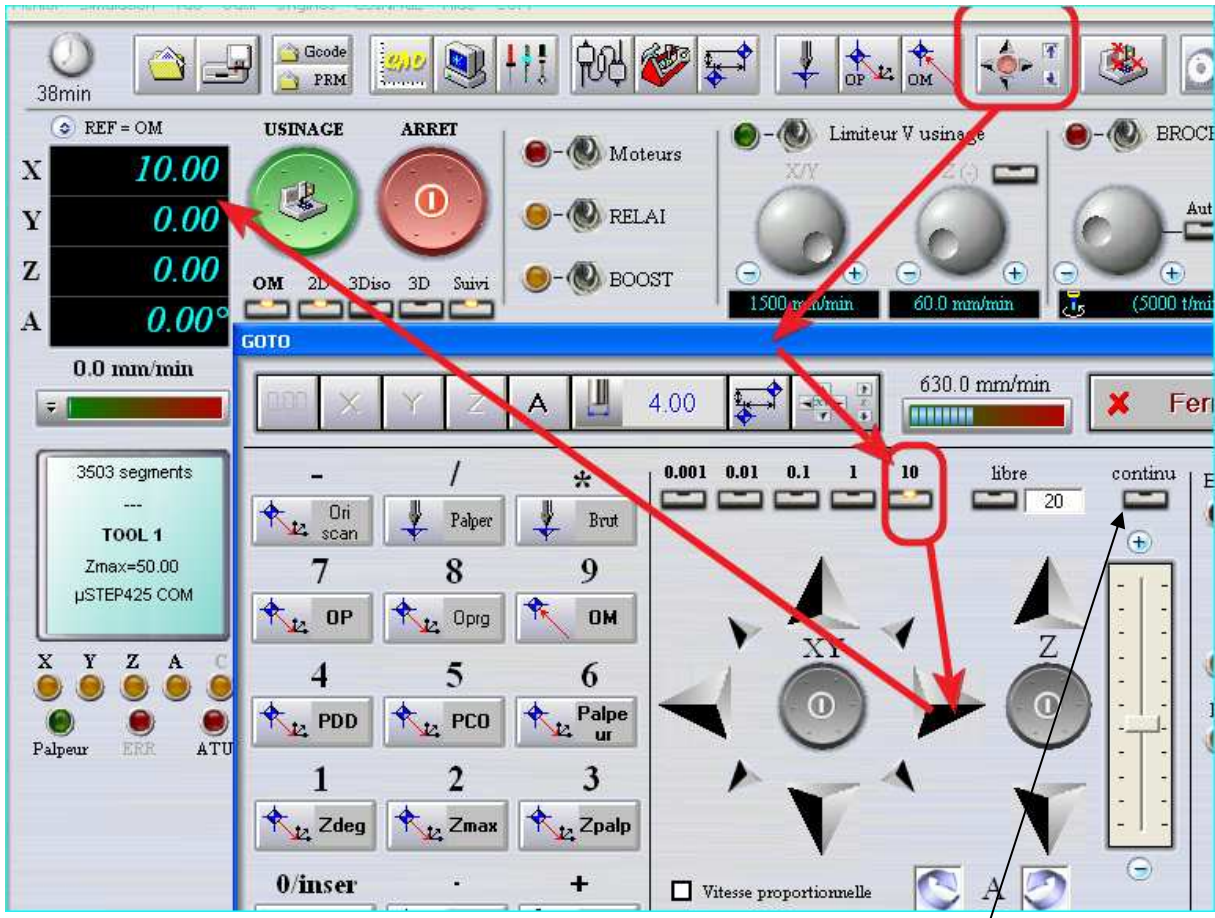 Gcode
PRM
CAD
OP
OM
38min
REF = OM
X 10.00
Y 0.00
Z 0.00
A 0.00°
0.0 mm/min
USINAGE ARRET
OM 2D 3Diso 3D Suivi
Moteurs
RELAI
BOOST
Limiteur V usinage
X/Y Z (-)
1500 mm/min 60.0 mm/min
Aut
(5000 t/mi
GOTO
X Y Z A 4.00
630.0 mm/min
3503 segments
---
TOOL 1
Zmax=50.00
µSTEP425 COM
X Y Z A C
Palpeur ERR ATU
- / *
Ori scan Palper Brut
7 8 9
OP Oprg OM
4 5 6
PDD PCO Palpe ur
1 2 3
Zdeg Zmax Zpalp
0/inser . +
0.001 0.01 0.1 1 10 libre continu
20
XY Z
Vitesse proportionnelle A